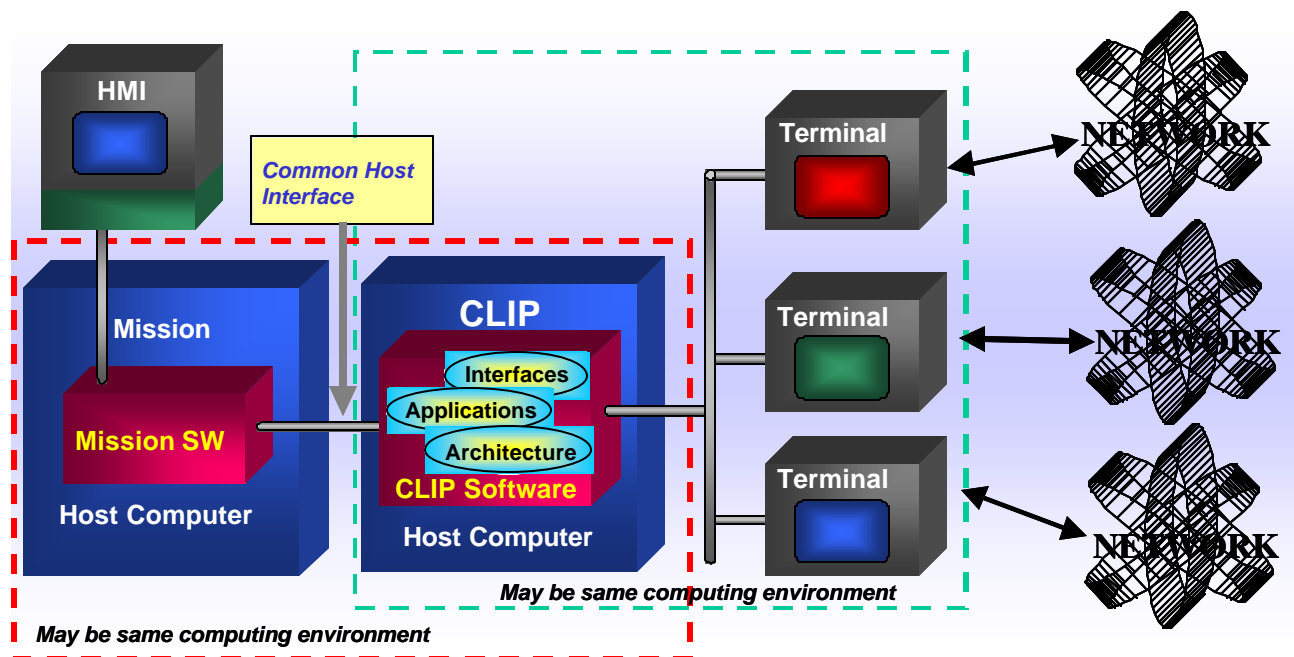 HMI
Common Host
Interface
Mission
Mission SW
Host Computer
CLIP
Interfaces
Applications
Architecture
CLIP Software
Host Computer
Terminal
Terminal
Terminal
NETWORK
NETWORK
NETWORK
May be same computing environment
May be same computing environment